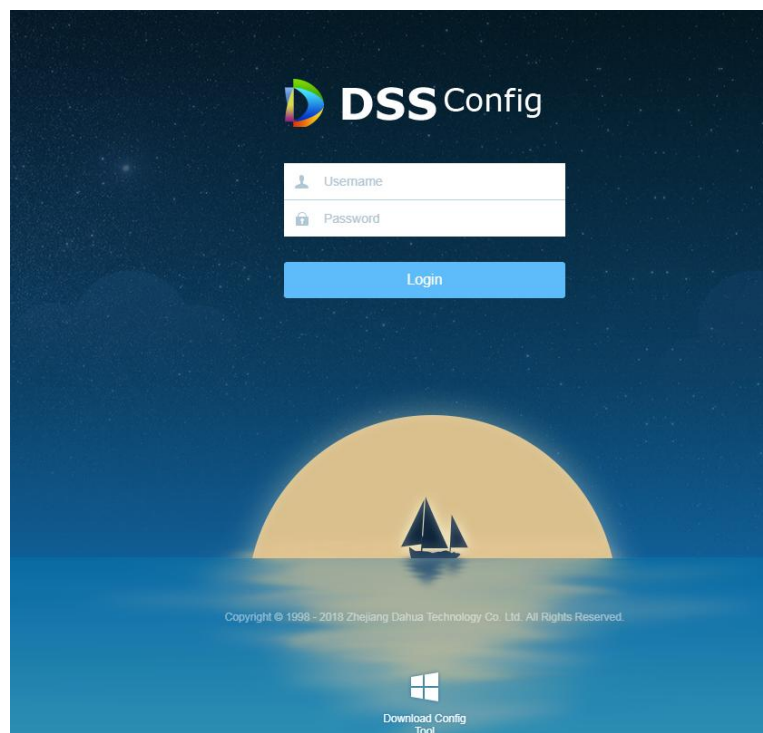 DSS Config
Username
Password
Login
Copyright © 1998 - 2018 Zhejiang Dahua Technology Co. Ltd. All Rights Reserved.
Download Config
Tool